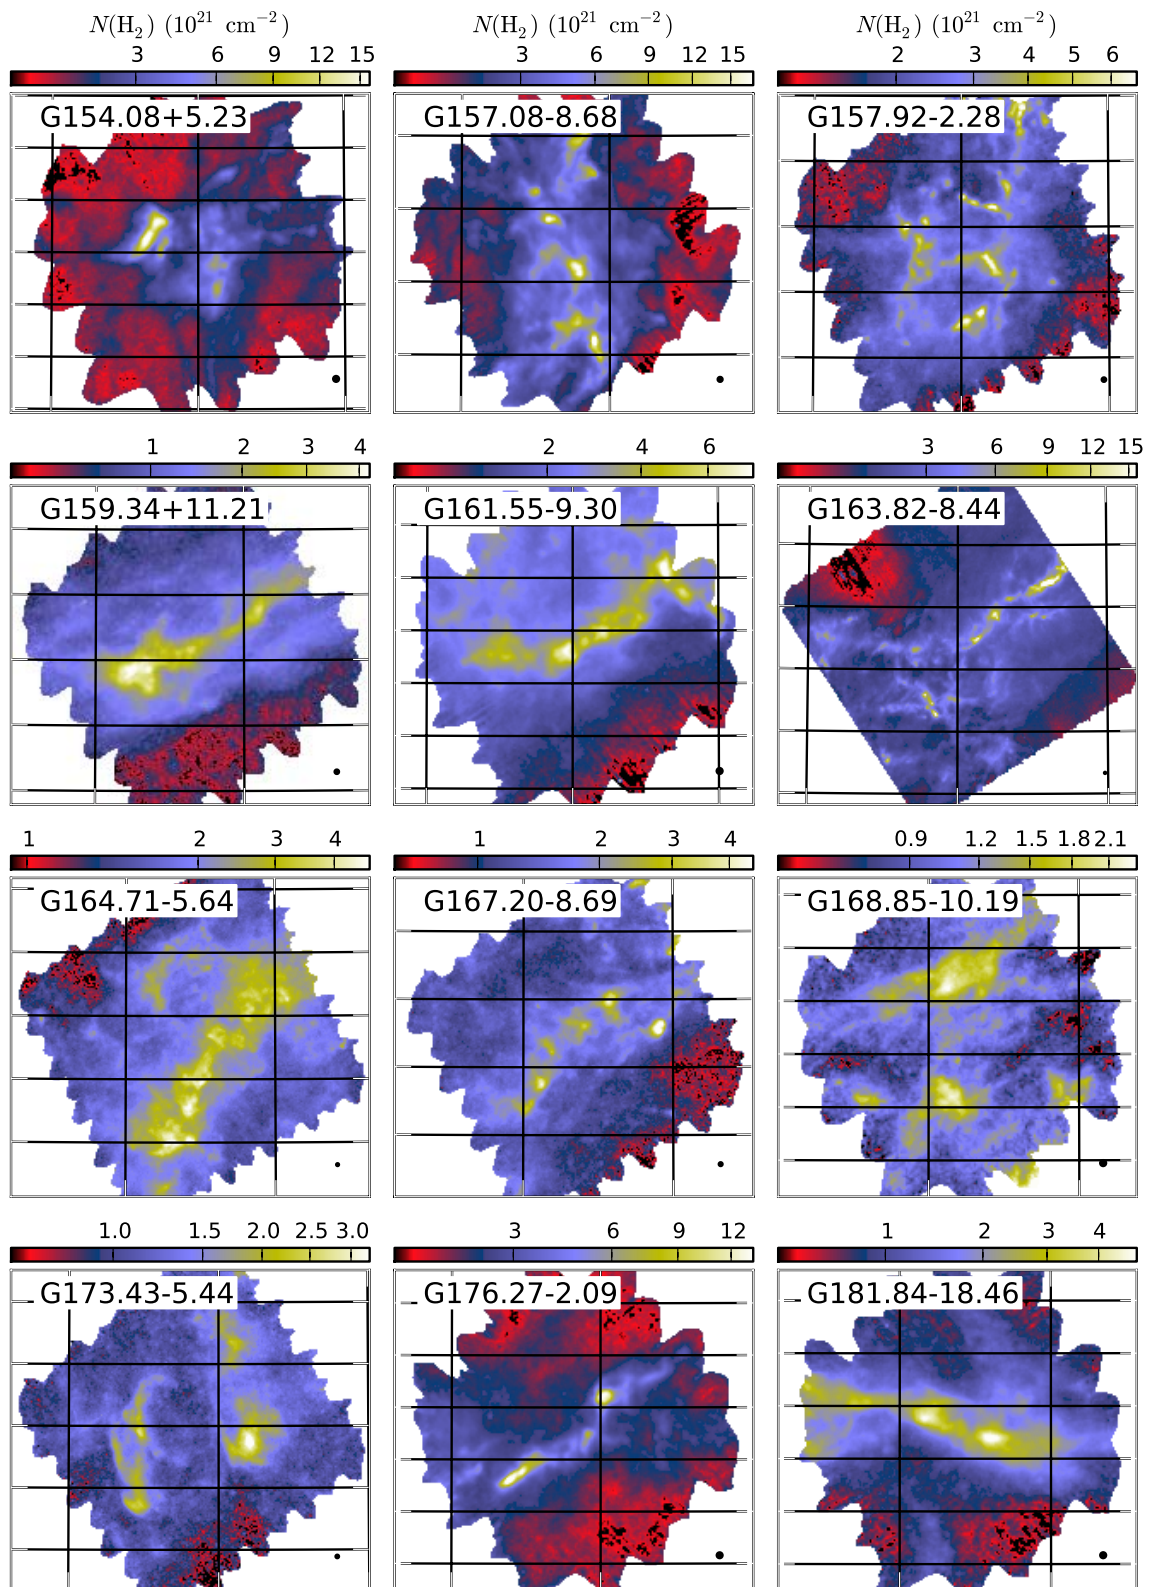 N(H2) (10^21 cm^−2) N(H2) (10^21 cm^−2) N(H2) (10^21 cm^−2)
3 6 9 12 15 3 6 9 12 15 2 3 4 5 6
G154.08+5.23 G157.08-8.68 G157.92-2.28
1 2 3 4 2 4 6 3 6 9 12 15
G159.34+11.21 G161.55-9.30 G163.82-8.44
1 2 3 4 1 2 3 4 0.9 1.2 1.5 1.8 2.1
G164.71-5.64 G167.20-8.69 G168.85-10.19
1.0 1.5 2.0 2.5 3.0 3 6 9 12 1 2 3 4
G173.43-5.44 G176.27-2.09 G181.84-18.46